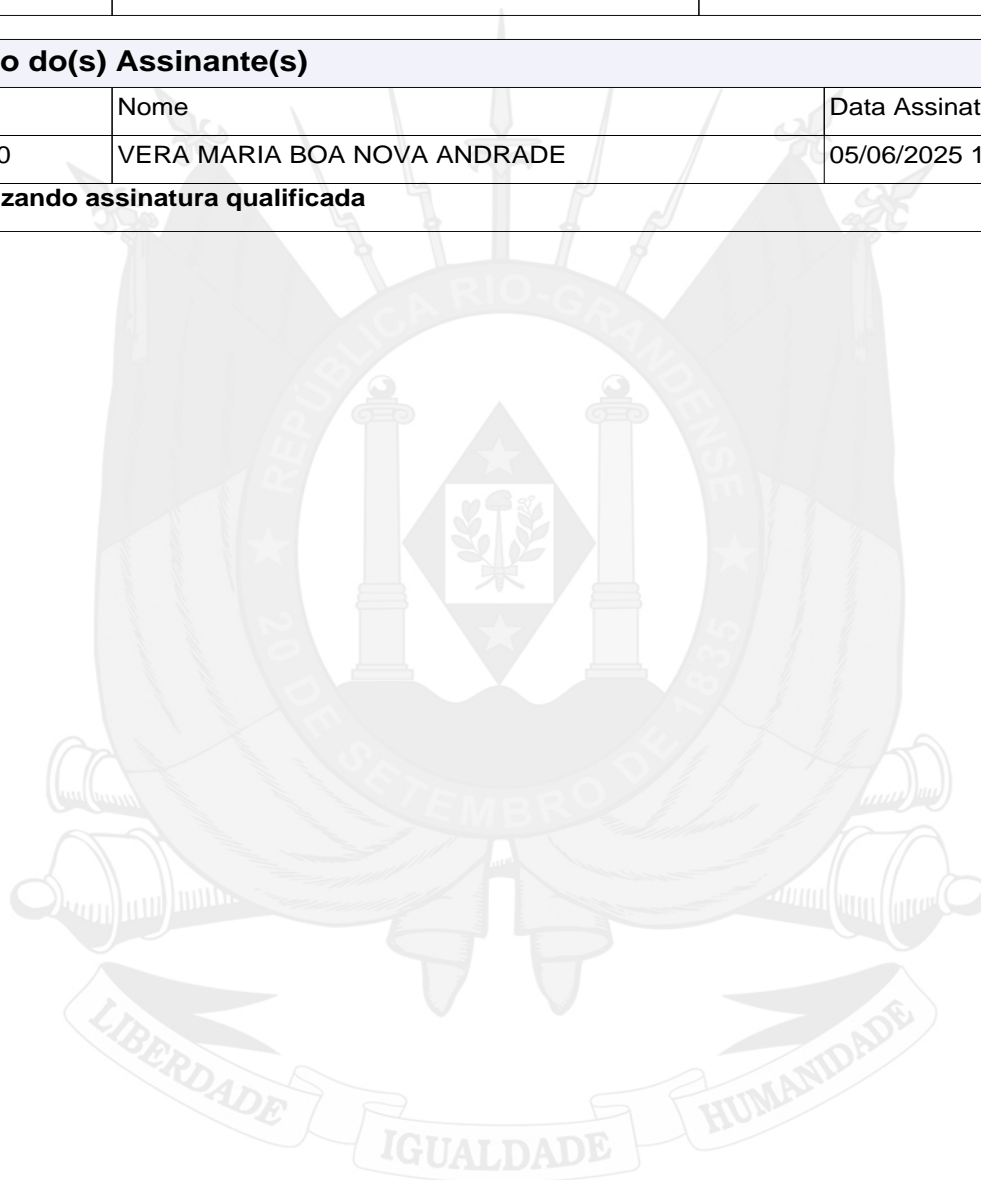 o do(s) Assinante(s)
Nome Data Assinat
0 VERA MARIA BOA NOVA ANDRADE 05/06/2025 1
zando assinatura qualificada
REPÚBLICA RIO-GRANDENSE
★ 20 DE SETEMBRO DE 1835 ★
LIBERDADE IGUALDADE HUMANIDADE